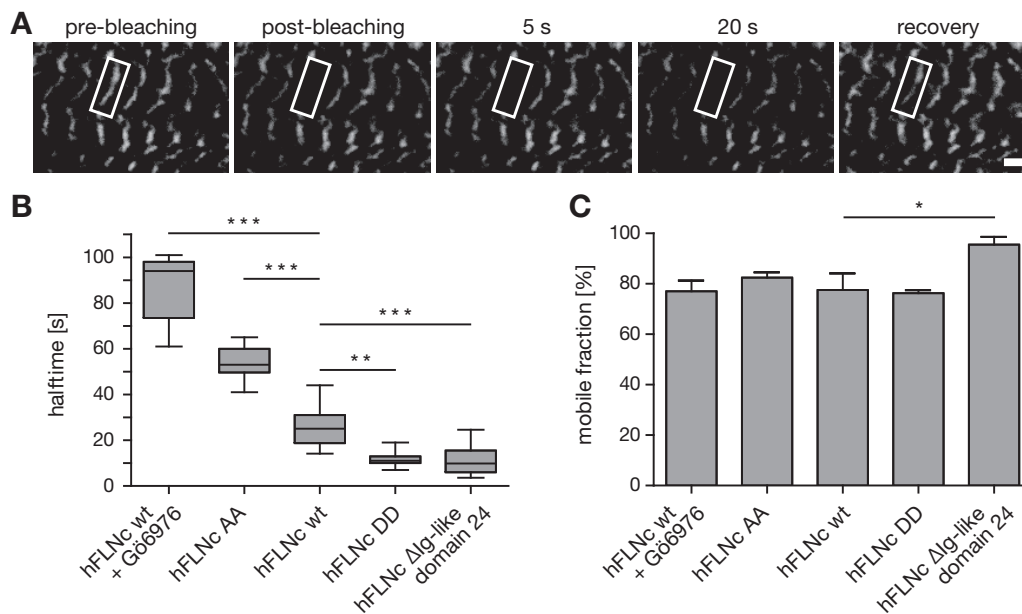 A
pre-bleaching
post-bleaching
5 s
20 s
recovery
B
halftime [s]
100
80
60
40
20
0
***
***
***
**
hFLNc wt
+ Gö6976
hFLNc AA
hFLNc wt
hFLNc DD
hFLNc ΔIg-like
domain 24
C
mobile fraction [%]
100
80
60
40
20
0
*
hFLNc wt
+ Gö6976
hFLNc AA
hFLNc wt
hFLNc DD
hFLNc ΔIg-like
domain 24